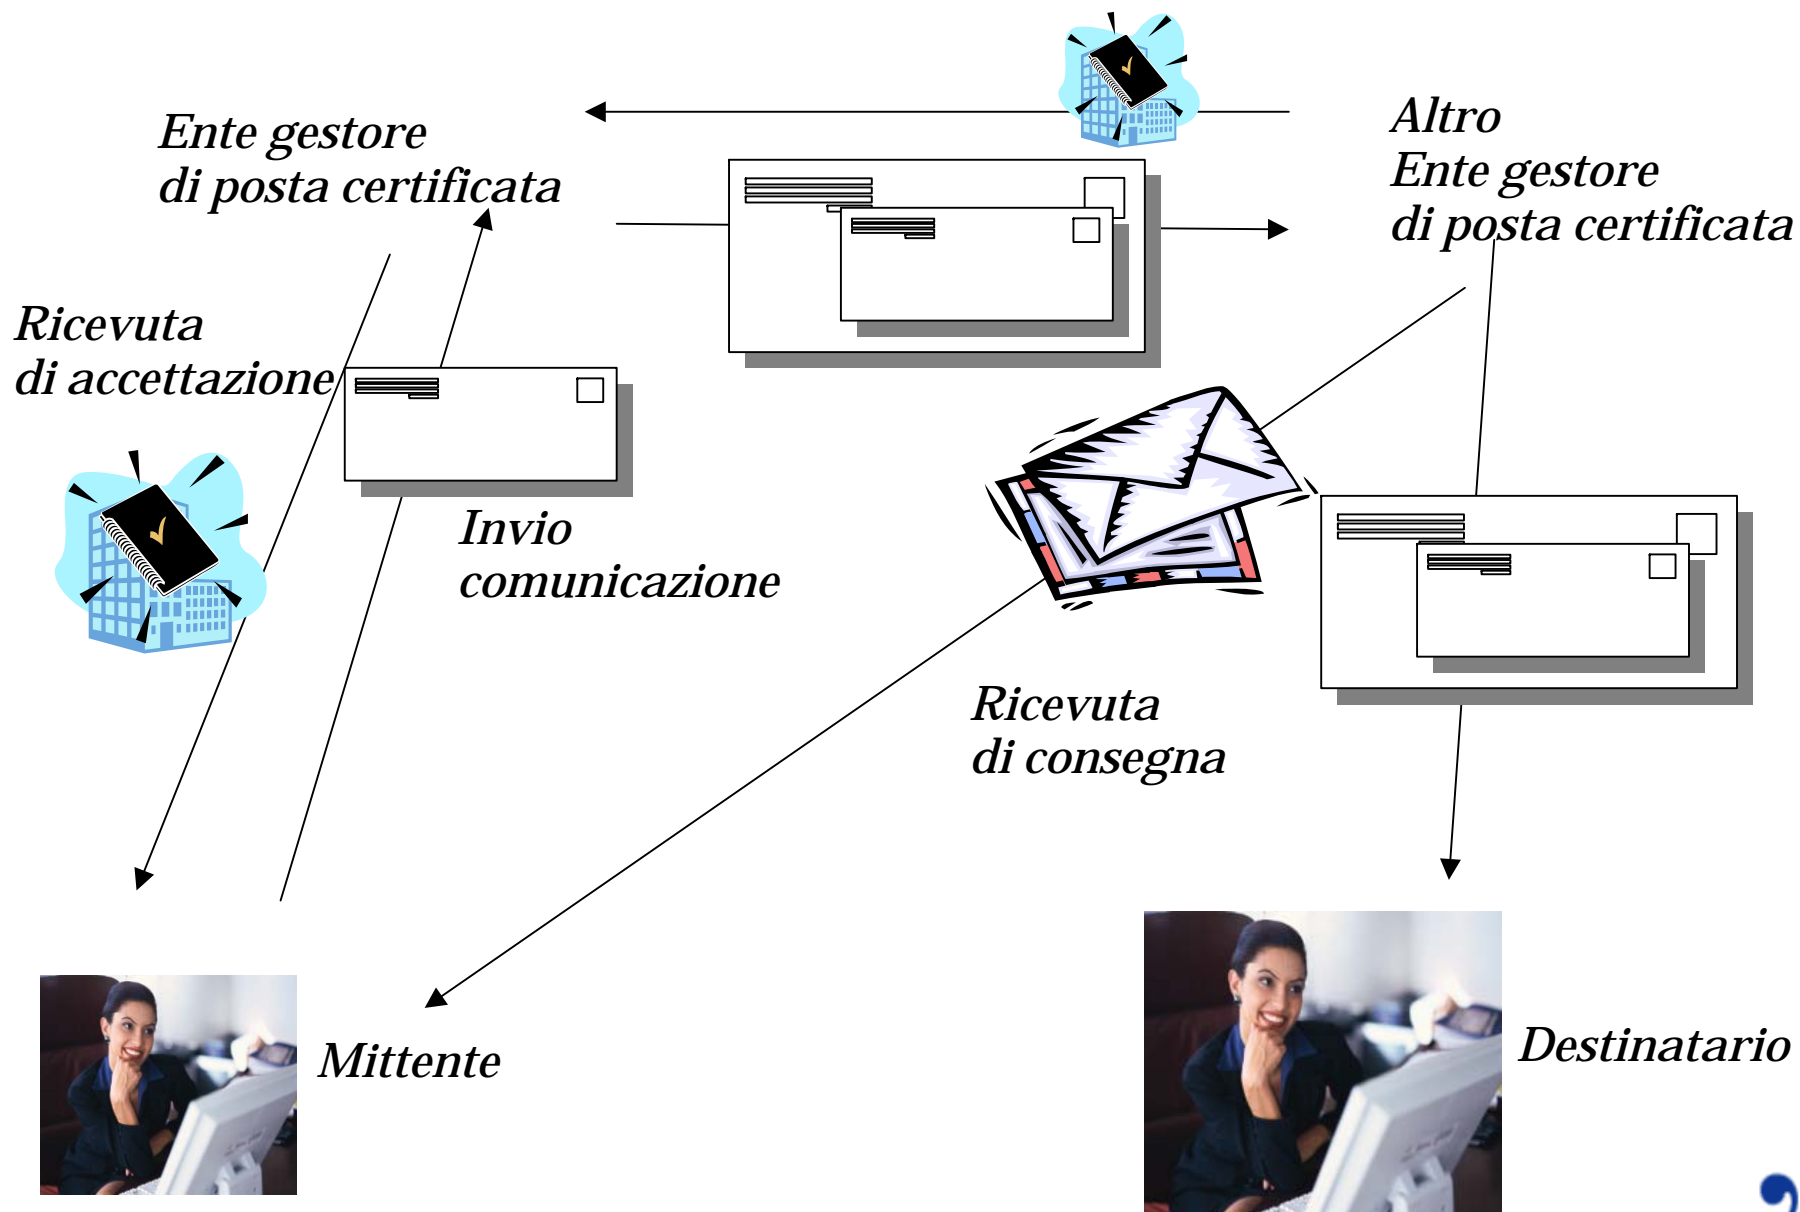 Ente gestore
di posta certificata
Altro
Ente gestore
di posta certificata
Ricevuta
di accettazione
Invio
comunicazione
Ricevuta
di consegna
Mittente
Destinatario